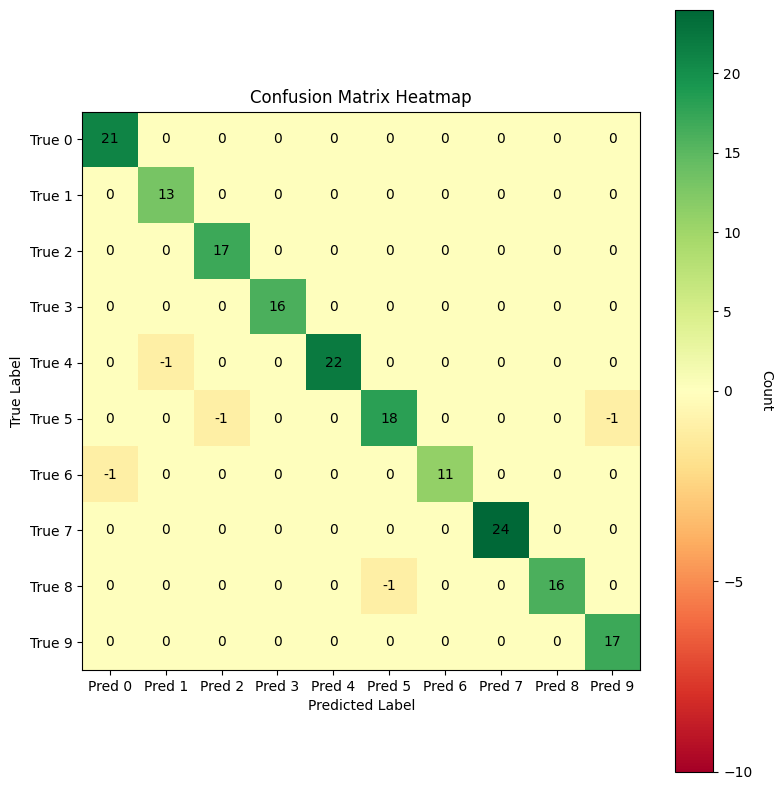 Confusion Matrix Heatmap
True 0 21 0 0 0 0 0 0 0 0 0
True 1 0 13 0 0 0 0 0 0 0 0
True 2 0 0 17 0 0 0 0 0 0 0
True 3 0 0 0 16 0 0 0 0 0 0
True 4 0 -1 0 0 22 0 0 0 0 0
True 5 0 0 -1 0 0 18 0 0 0 -1
True 6 -1 0 0 0 0 0 11 0 0 0
True 7 0 0 0 0 0 0 0 24 0 0
True 8 0 0 0 0 0 -1 0 0 16 0
True 9 0 0 0 0 0 0 0 0 0 17
Pred 0 Pred 1 Pred 2 Pred 3 Pred 4 Pred 5 Pred 6 Pred 7 Pred 8 Pred 9
Predicted Label
True Label
20
15
10
5
0
−5
−10
Count